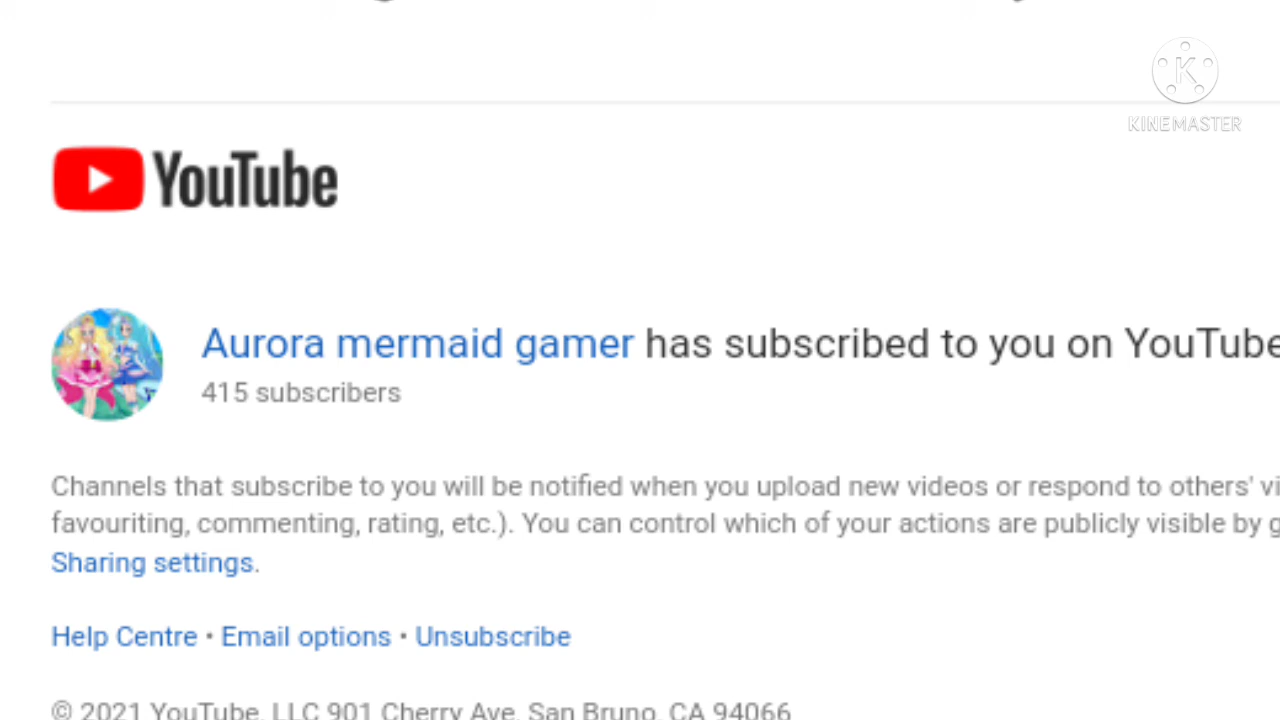 KINEMASTER
YouTube
Aurora mermaid gamer has subscribed to you on YouTube
415 subscribers
Channels that subscribe to you will be notified when you upload new videos or respond to others' vi
favouriting, commenting, rating, etc.). You can control which of your actions are publicly visible by g
Sharing settings.
Help Centre • Email options • Unsubscribe
© 2021 YouTube, LLC 901 Cherry Ave, San Bruno, CA 94066